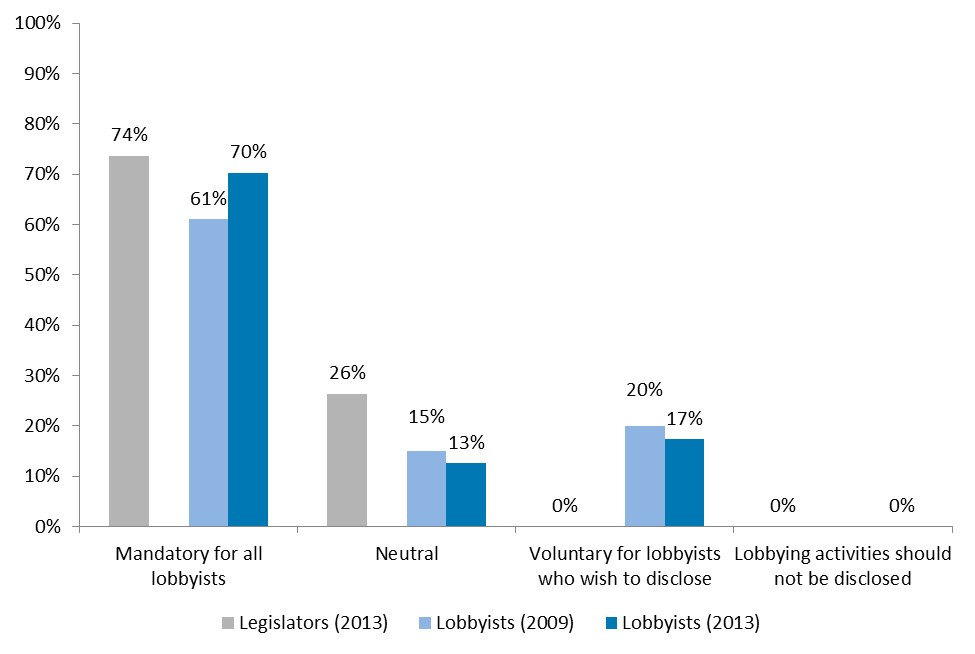 100%
90%
80%
70%
60%
50%
40%
30%
20%
10%
0%
74%
61%
70%
26%
15%
13%
0%
20%
17%
0%
0%
Mandatory for all
lobbyists
Neutral
Voluntary for lobbyists
who wish to disclose
Lobbying activities should
not be disclosed
Legislators (2013)
Lobbyists (2009)
Lobbyists (2013)